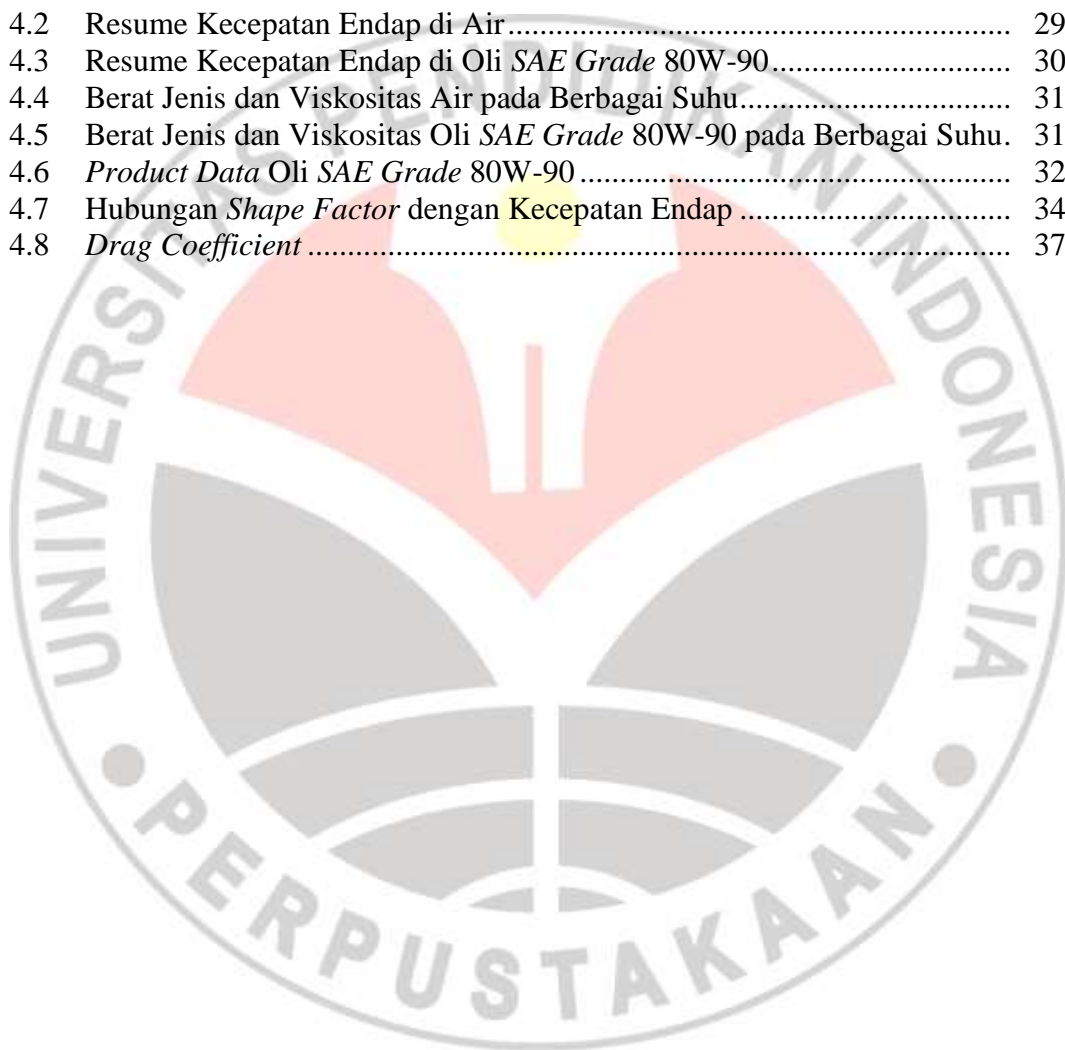 4.2 Resume Kecepatan Endap di Air........................................................................ 29
4.3 Resume Kecepatan Endap di Oli SAE Grade 80W-90.................................. 30
4.4 Berat Jenis dan Viskositas Air pada Berbagai Suhu....................................... 31
4.5 Berat Jenis dan Viskositas Oli SAE Grade 80W-90 pada Berbagai Suhu. 31
4.6 Product Data Oli SAE Grade 80W-90.............................................................. 32
4.7 Hubungan Shape Factor dengan Kecepatan Endap ....................................... 34
4.8 Drag Coefficient..................................................................................................... 37
UNIVERSITAS PENDIDIKAN INDONESIA
PERPUSTAKAAN